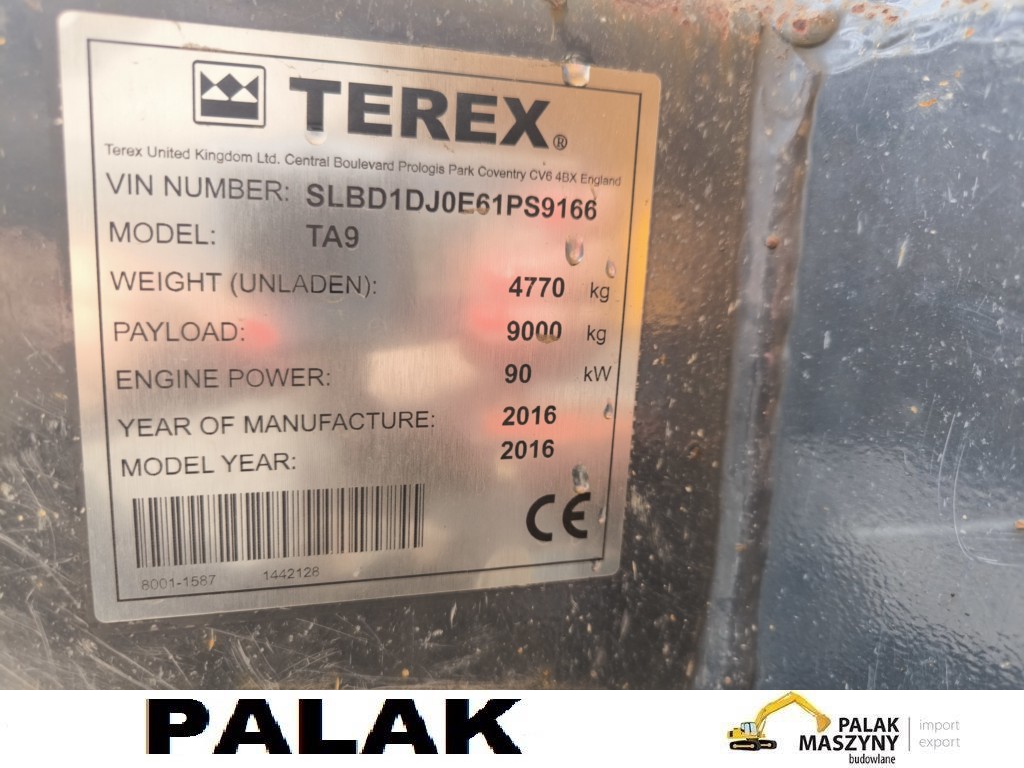 TEREX®
Terex United Kingdom Ltd. Central Boulevard Prologis Park Coventry CV6 4BX England
VIN NUMBER: SLBD1DJ0E61PS9166
MODEL: TA9
WEIGHT (UNLADEN): 4770 kg
PAYLOAD: 9000 kg
ENGINE POWER: 90 kW
YEAR OF MANUFACTURE: 2016
MODEL YEAR: 2016
CE
8001-1587 1442128
PALAK
PALAK
MASZYNY
budowlane
import
export